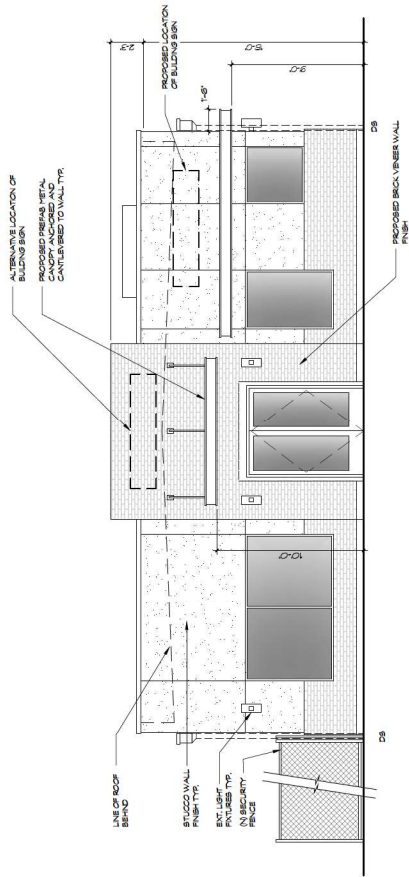 ALTERNATIVE LOCATION OF
BUILDING SIGN
PROPOSED PREFAB METAL
CANOPY ANCHORED AND
CANTILEVERED TO WALL TYP.
PROPOSED LOCATION
OF BUILDING SIGN
LINE OF ROOF
BEHIND
STUCCO WALL
FINISH TYP.
EXT. LIGHT
FIXTURES TYP.
(N) SECURITY
FENCE
2'-3"
15'-0"
1'-6"
9'-0"
10'-0"
DS
DS
PROPOSED BRICK VENEER WALL
FINISH